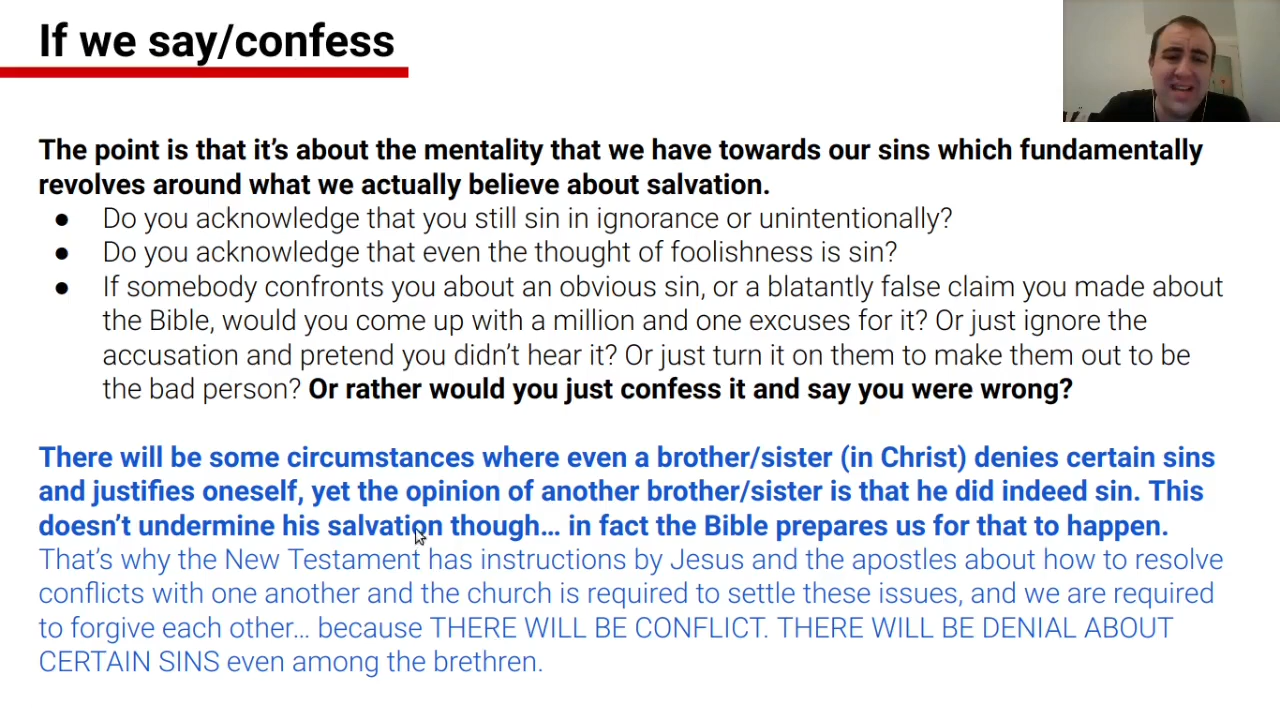 If we say/confess
The point is that it's about the mentality that we have towards our sins which fundamentally
revolves around what we actually believe about salvation.
● Do you acknowledge that you still sin in ignorance or unintentionally?
● Do you acknowledge that even the thought of foolishness is sin?
● If somebody confronts you about an obvious sin, or a blatantly false claim you made about
the Bible, would you come up with a million and one excuses for it? Or just ignore the
accusation and pretend you didn't hear it? Or just turn it on them to make them out to be
the bad person? Or rather would you just confess it and say you were wrong?
There will be some circumstances where even a brother/sister (in Christ) denies certain sins
and justifies oneself, yet the opinion of another brother/sister is that he did indeed sin. This
doesn't undermine his salvation though... in fact the Bible prepares us for that to happen.
That's why the New Testament has instructions by Jesus and the apostles about how to resolve
conflicts with one another and the church is required to settle these issues, and we are required
to forgive each other... because THERE WILL BE CONFLICT. THERE WILL BE DENIAL ABOUT
CERTAIN SINS even among the brethren.